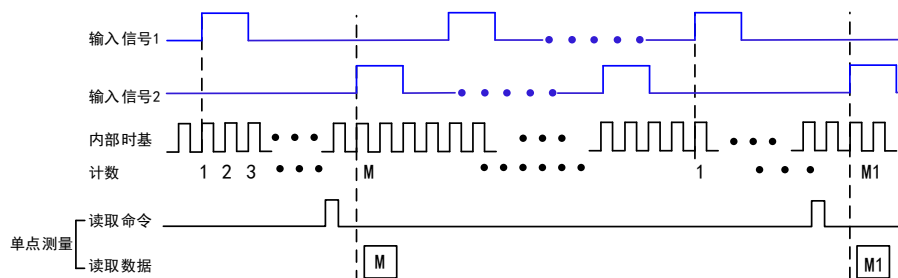 输入信号1
输入信号2
内部时基
计数 1 2 3 M 1 M1
单点测量
读取命令
读取数据 M M1